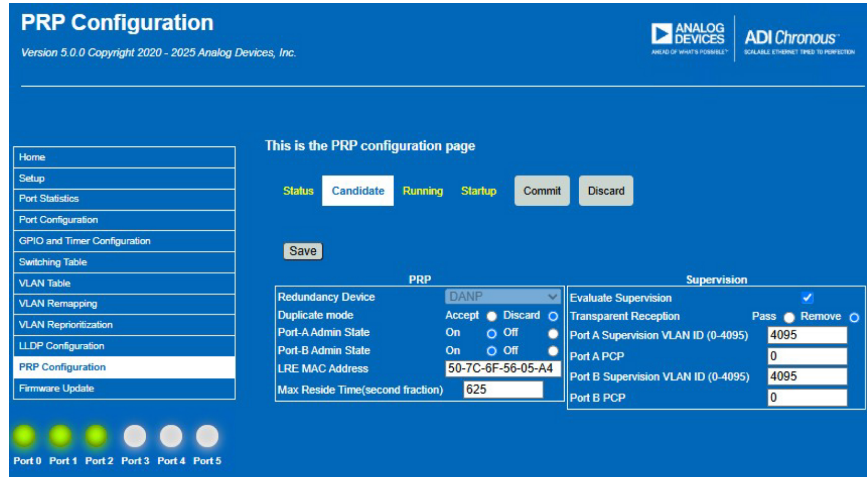 PRP Configuration
Version 5.0.0 Copyright 2020 - 2025 Analog Devices, Inc.
ANALOG DEVICES
AHEAD OF WHAT'S POSSIBLE™
ADI Chronous™
SCALABLE ETHERNET TIMED TO PERFECTION
This is the PRP configuration page
Home
Setup
Port Statistics
Port Configuration
GPIO and Timer Configuration
Switching Table
VLAN Table
VLAN Remapping
VLAN Reprioritization
LLDP Configuration
PRP Configuration
Firmware Update
Status Candidate Running Startup Commit Discard
Save
PRP
Redundancy Device DANP
Duplicate mode Accept Discard
Port-A Admin State On Off
Port-B Admin State On Off
LRE MAC Address 50-7C-6F-56-05-A4
Max Reside Time(second fraction) 625
Supervision
Evaluate Supervision
Transparent Reception Pass Remove
Port A Supervision VLAN ID (0-4095) 4095
Port A PCP 0
Port B Supervision VLAN ID (0-4095) 4095
Port B PCP 0
Port 0 Port 1 Port 2 Port 3 Port 4 Port 5